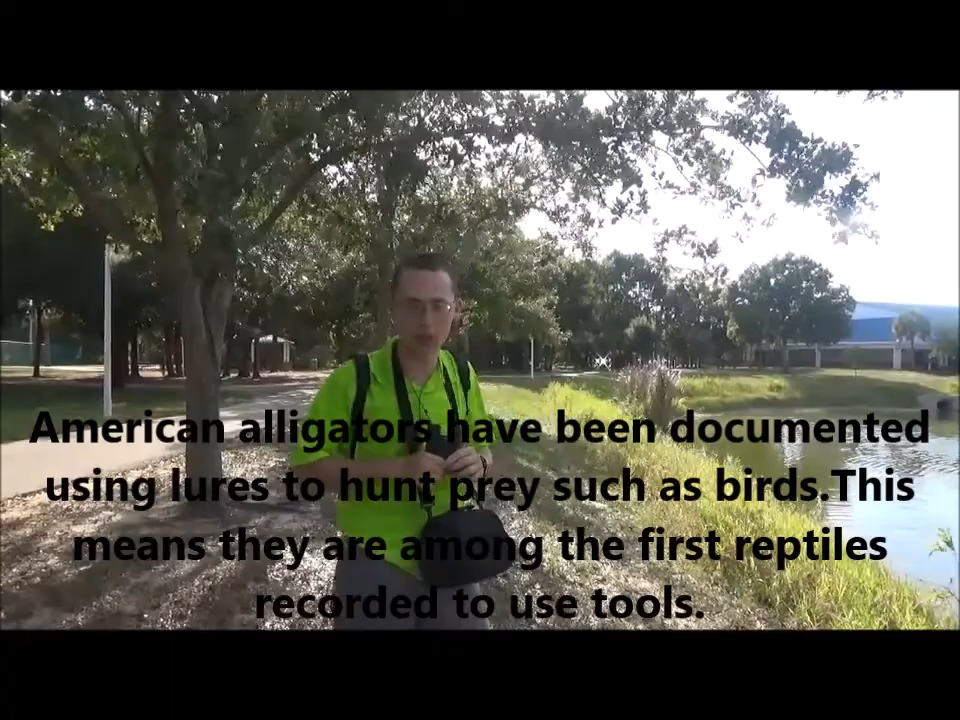 American alligators have been documented
using lures to hunt prey such as birds.This
means they are among the first reptiles
recorded to use tools.